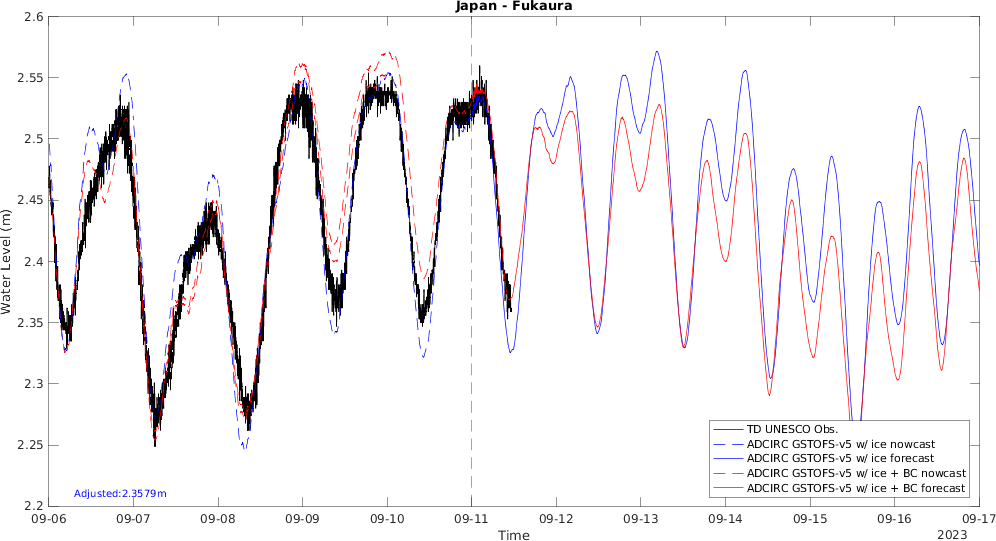 Japan - Fukaura
2.6
2.55
2.5
2.45
2.4
2.35
2.3
2.25
2.2
Water Level (m)
Adjusted:2.3579m
TD UNESCO Obs.
ADCIRC GSTOFS-v5 w/ ice nowcast
ADCIRC GSTOFS-v5 w/ ice forecast
ADCIRC GSTOFS-v5 w/ ice + BC nowcast
ADCIRC GSTOFS-v5 w/ ice + BC forecast
09-06 09-07 09-08 09-09 09-10 09-11 09-12 09-13 09-14 09-15 09-16 09-17
Time
2023